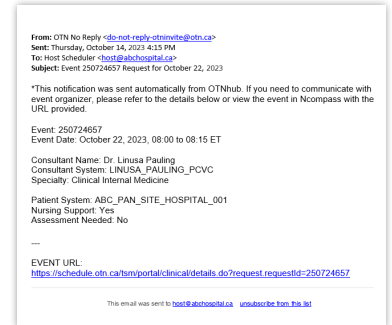 From: OTN No Reply <do-not-reply-otninvite@otn.ca>
Sent: Thursday, October 14, 2023 4:15 PM
To: Host Scheduler <host@abchospital.ca>
Subject: Event 250724657 Request for October 22, 2023
*This notification was sent automatically from OTNhub. If you need to communicate with
event organizer, please refer to the details below or view the event in Ncompass with the
URL provided.
Event: 250724657
Event Date: October 22, 2023, 08:00 to 08:15 ET
Consultant Name: Dr. Linusa Pauling
Consultant System: LINUSA_PAULING_PCVC
Specialty: Clinical Internal Medicine
Patient System: ABC_PAN_SITE_HOSPITAL_001
Nursing Support: Yes
Assessment Needed: No
---
EVENT URL:
https://schedule.otn.ca/tsm/portal/clinical/details.do?request.requestId=250724657
This email was sent to host@abchospital.ca unsubscribe from this list